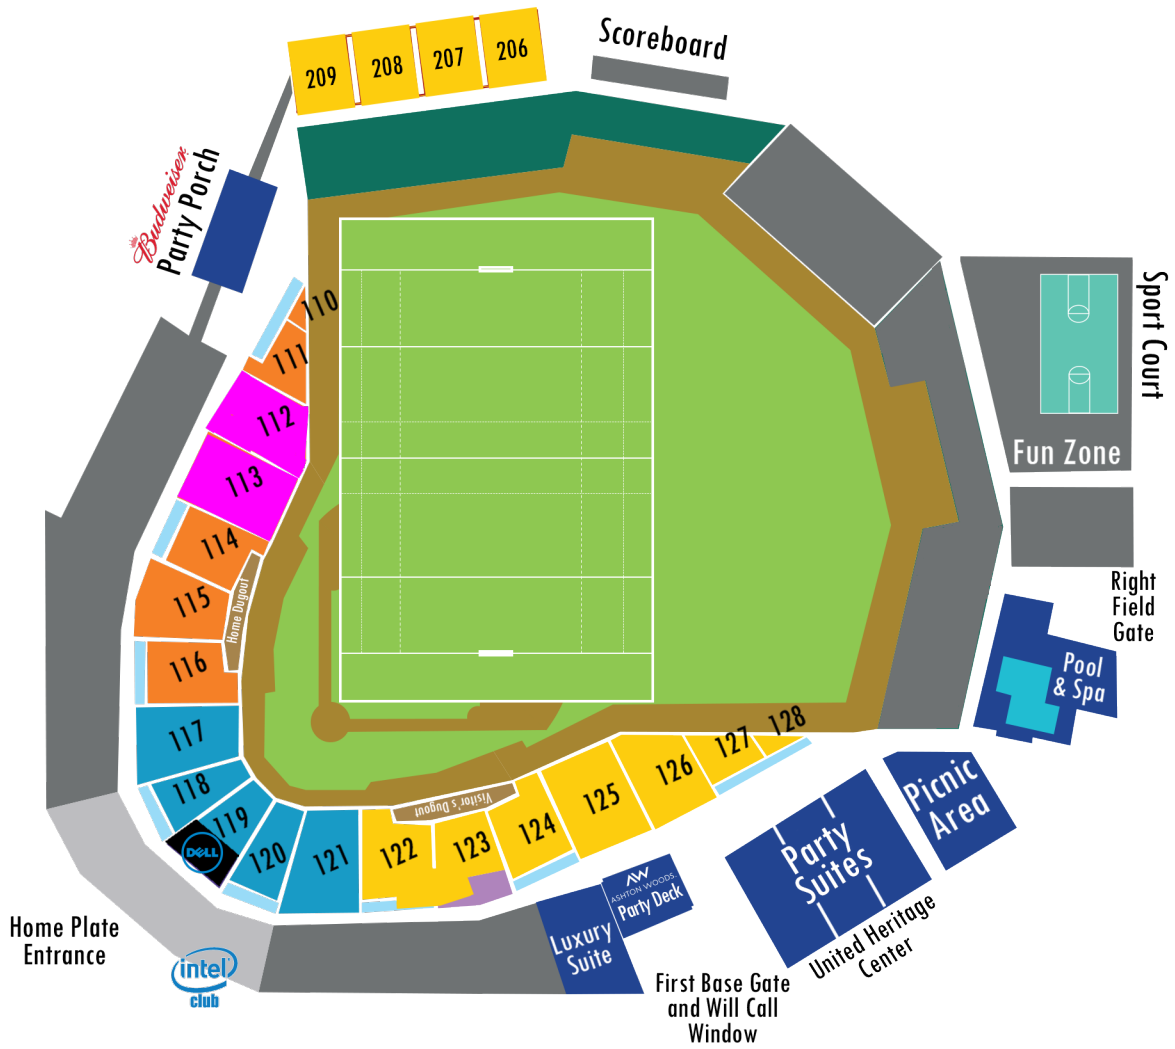 Scoreboard
209
208
207
206
Budweiser
Party Porch
110
111
112
113
114
115
116
117
118
119
120
121
122
123
124
125
126
127
128
Home Dugout
Visitor's Dugout
DELL
Sport Court
Fun Zone
Right
Field
Gate
Pool
& Spa
Picnic
Area
Party
Suites
United Heritage
Center
AW
ASHTON WOODS.
Party Deck
Luxury
Suite
First Base Gate
and Will Call
Window
Home Plate
Entrance
intel
club